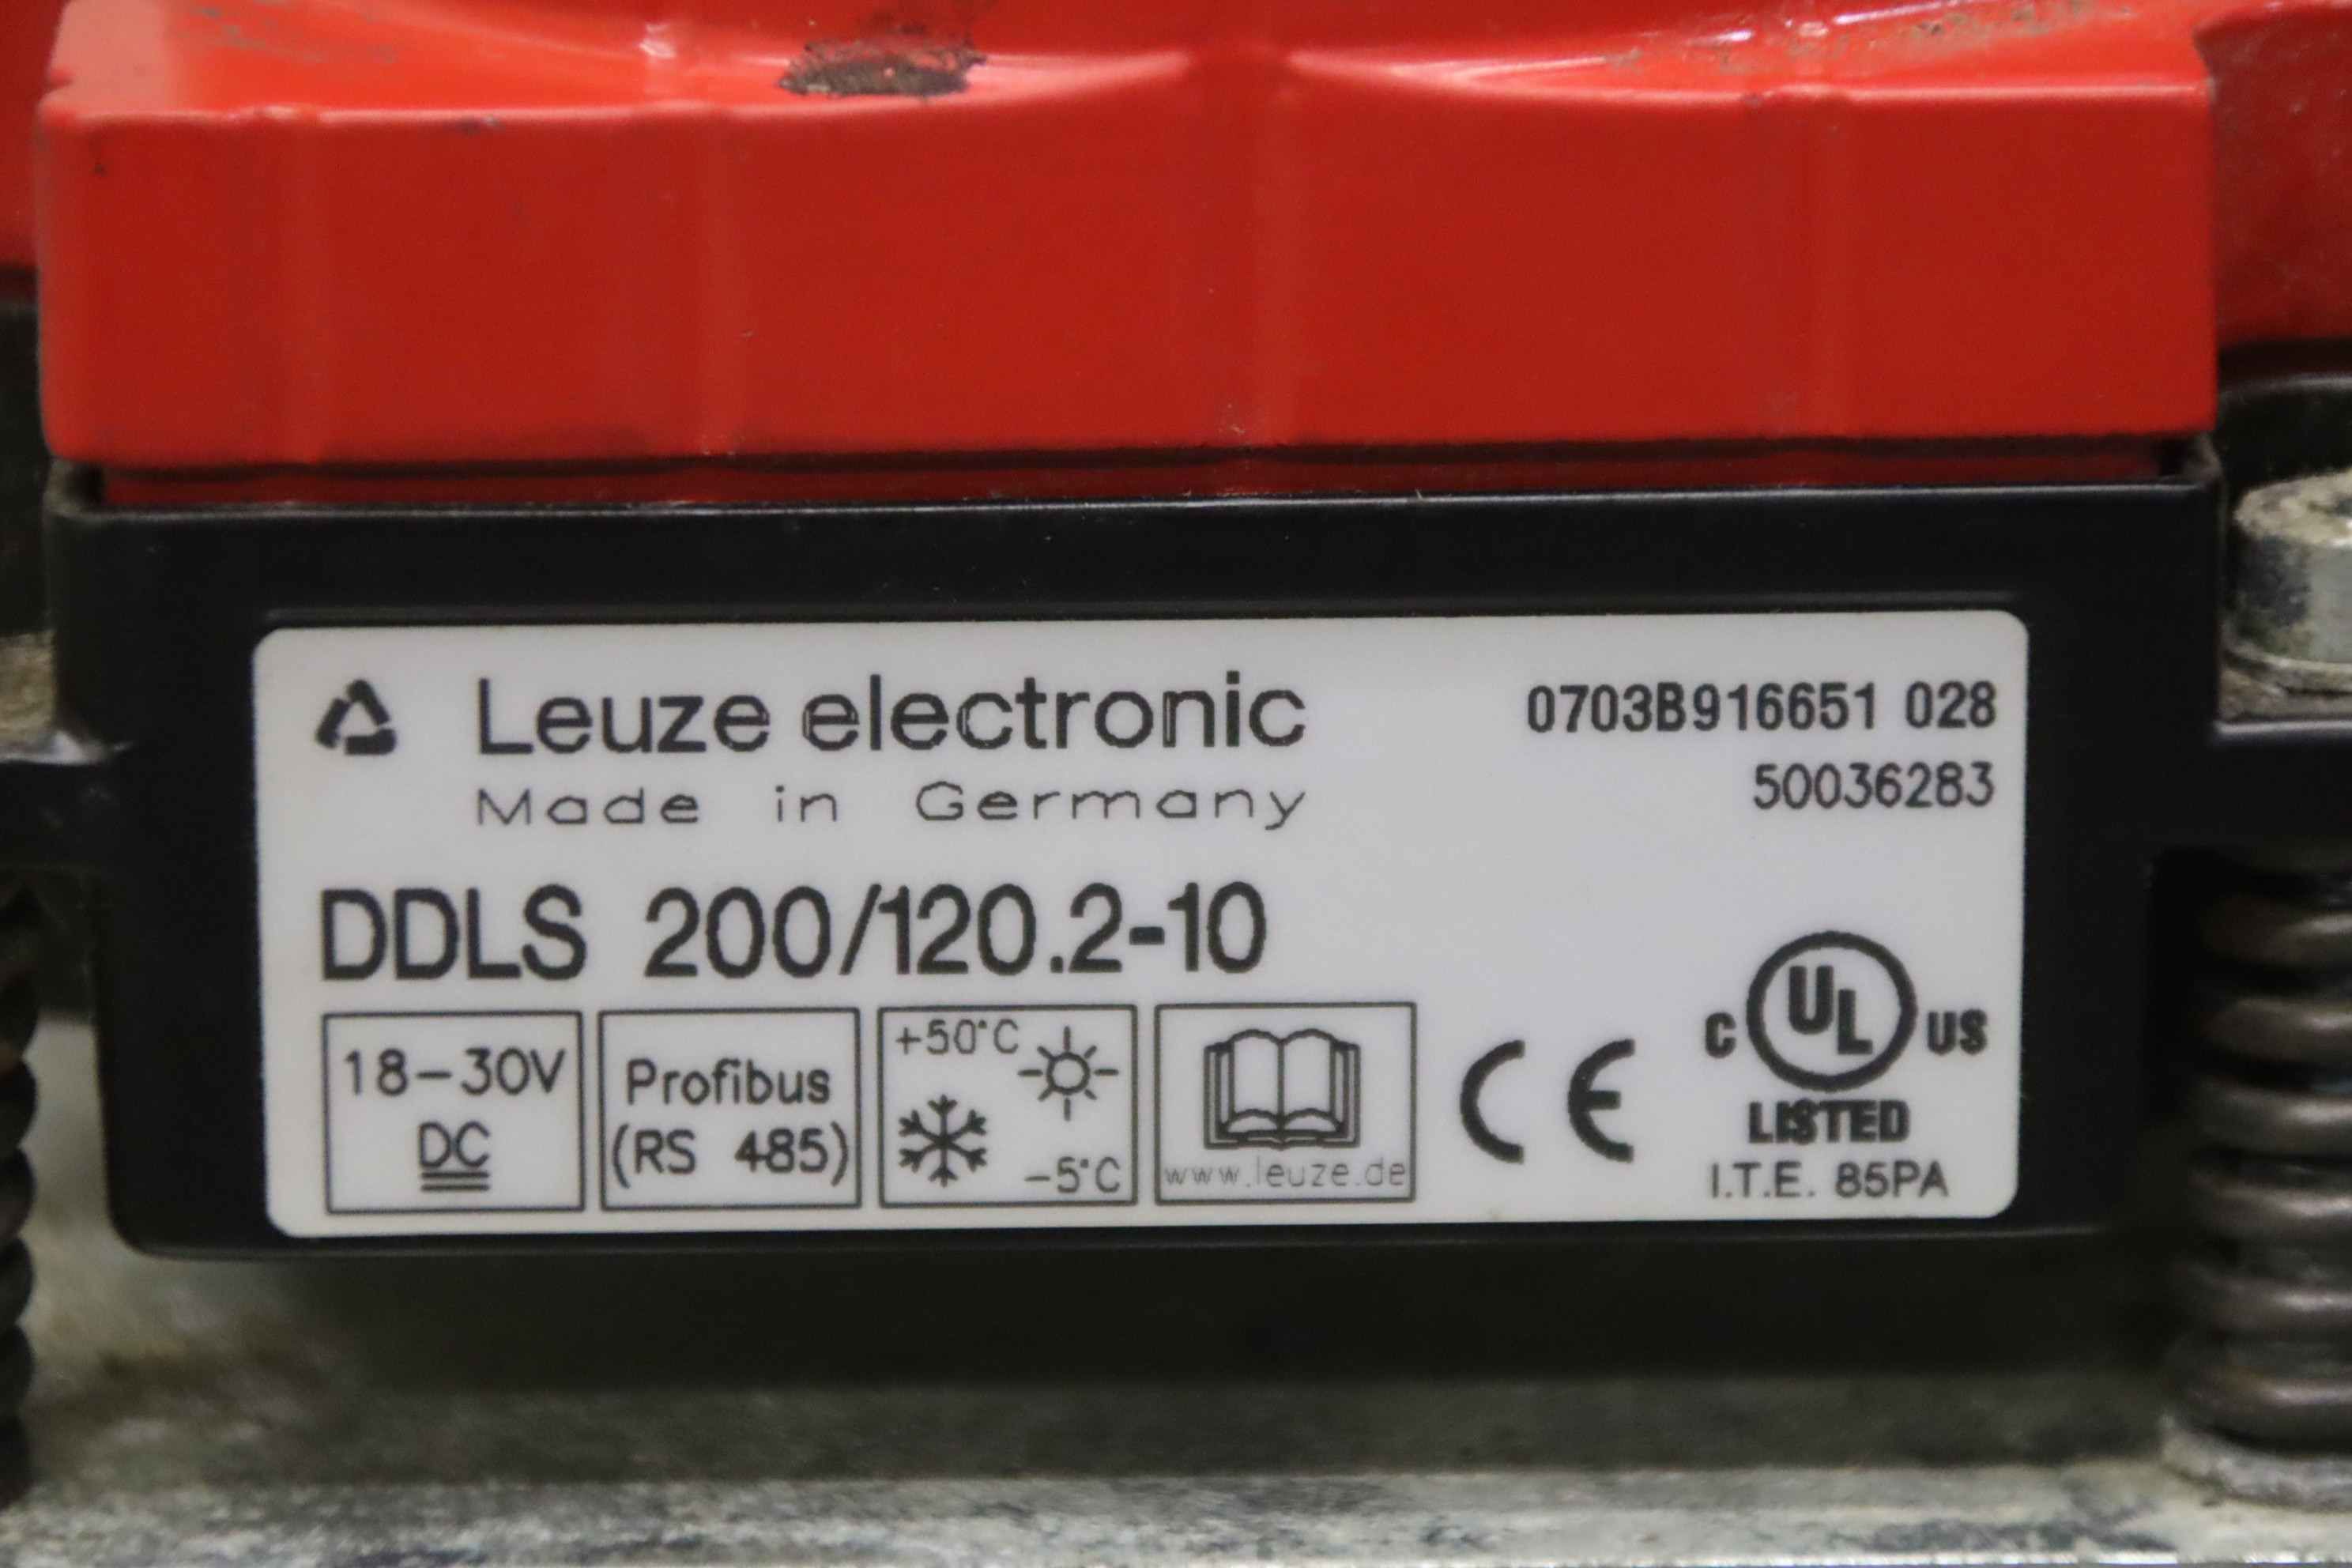 Leuze electronic
Made in Germany
0703B916651 028
50036283
DDLS 200/120.2-10
18-30V
DC
Profibus
(RS 485)
+50°C
-5°C
www.leuze.de
CE
C UL US
LISTED
I.T.E. 85PA